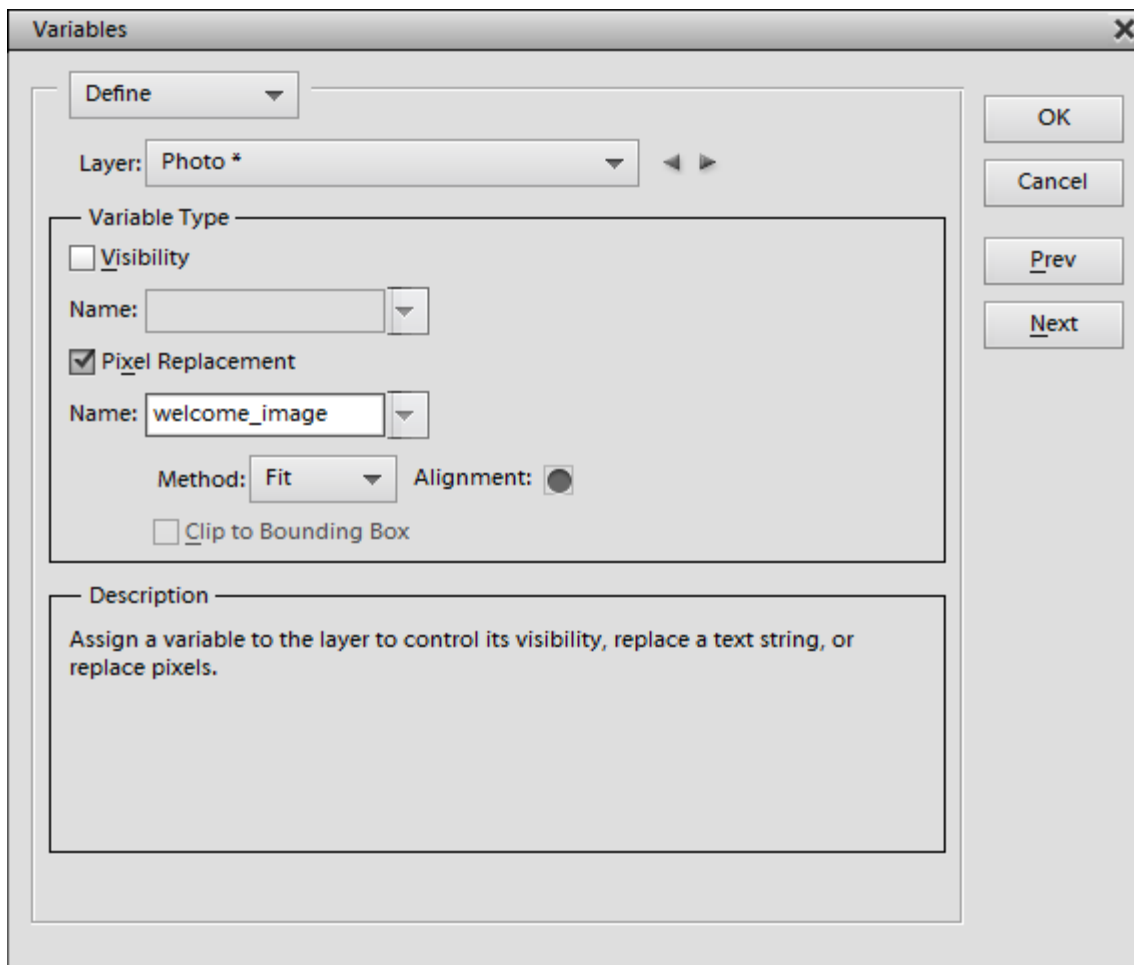 Variables
Define
OK
Layer: Photo *
Cancel
Variable Type
Visibility
Prev
Name:
Next
Pixel Replacement
Name: welcome_image
Method: Fit Alignment:
Clip to Bounding Box
Description
Assign a variable to the layer to control its visibility, replace a text string, or
replace pixels.